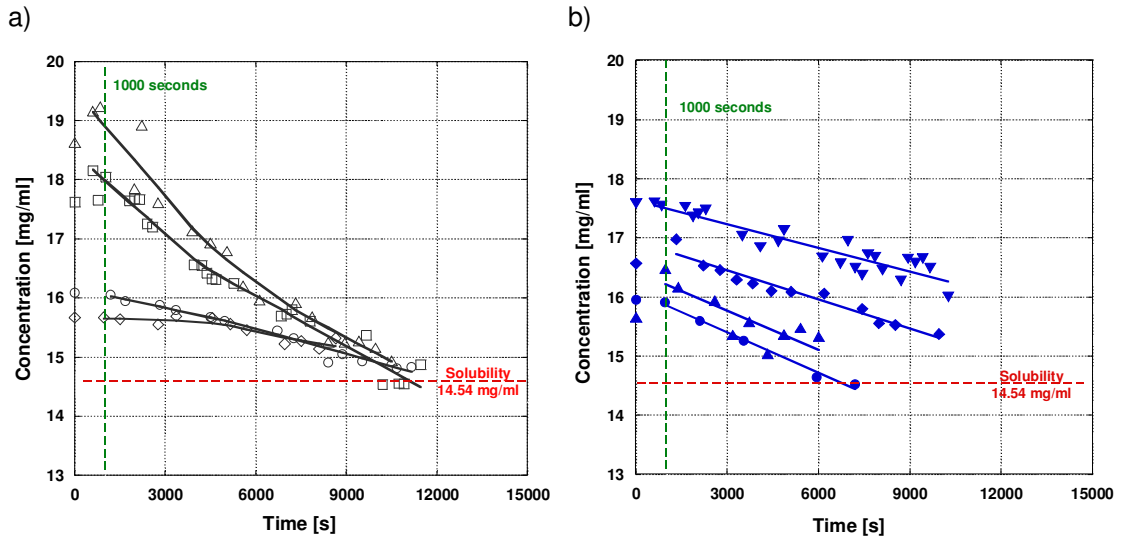 a)
20
19
18
17
16
15
14
13
0
3000
6000
9000
12000
15000
Concentration [mg/ml]
Time [s]
1000 seconds
Solubility
14.54 mg/ml
b)
20
19
18
17
16
15
14
13
0
3000
6000
9000
12000
15000
Concentration [mg/ml]
Time [s]
1000 seconds
Solubility
14.54 mg/ml